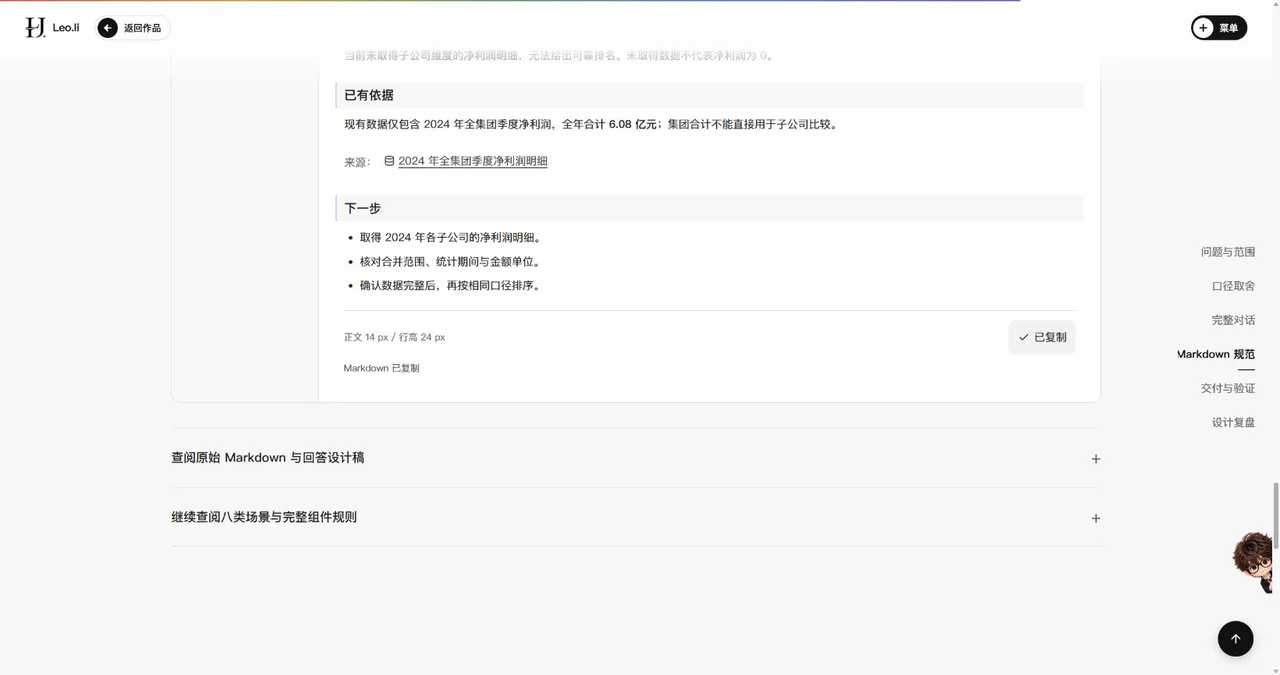 Leo.li
返回作品
菜单
当前未取得子公司维度的净利润明细，无法给出可靠排名。未取得数据不代表净利润为 0。
已有依据
现有数据仅包含 2024 年全集团季度净利润，全年合计 6.08 亿元；集团合计不能直接用于子公司比较。
来源：
2024 年全集团季度净利润明细
下一步
• 取得 2024 年各子公司的净利润明细。
• 核对合并范围、统计期间与金额单位。
• 确认数据完整后，再按相同口径排序。
正文 14 px / 行高 24 px
已复制
Markdown 已复制
查阅原始 Markdown 与回答设计稿
继续查阅八类场景与完整组件规则
问题与范围
口径取舍
完整对话
Markdown 规范
交付与验证
设计复盘